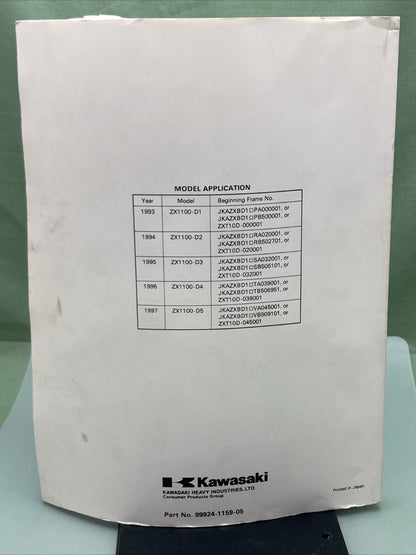 MODEL APPLICATION
Year Model Beginning Frame No.
1993 ZX1100-D1 JKAZXBD1□PA000001, or
JKAZXBD1□PB500001, or
ZXT10D-000001
1994 ZX1100-D2 JKAZXBD1□RA020001, or
JKAZXBD1□RB502701, or
ZXT10D-020001
1995 ZX1100-D3 JKAZXBD1□SA032001, or
JKAZXBD1□SB505101, or
ZXT10D-032001
1996 ZX1100-D4 JKAZXBD1□TA039001, or
JKAZXBD1□TB506951, or
ZXT10D-039001
1997 ZX1100-D5 JKAZXBD1□VA045001, or
JKAZXBD1□VB509101, or
ZXT10D-045001
Kawasaki
KAWASAKI HEAVY INDUSTRIES, LTD.
Consumer Products Group
Printed in Japan
Part No. 99924-1159-05